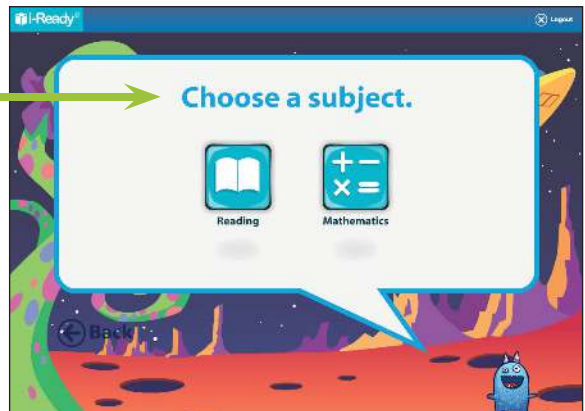 i-Ready®
Logout
Choose a subject.
+ −
× =
Reading
Mathematics
Back